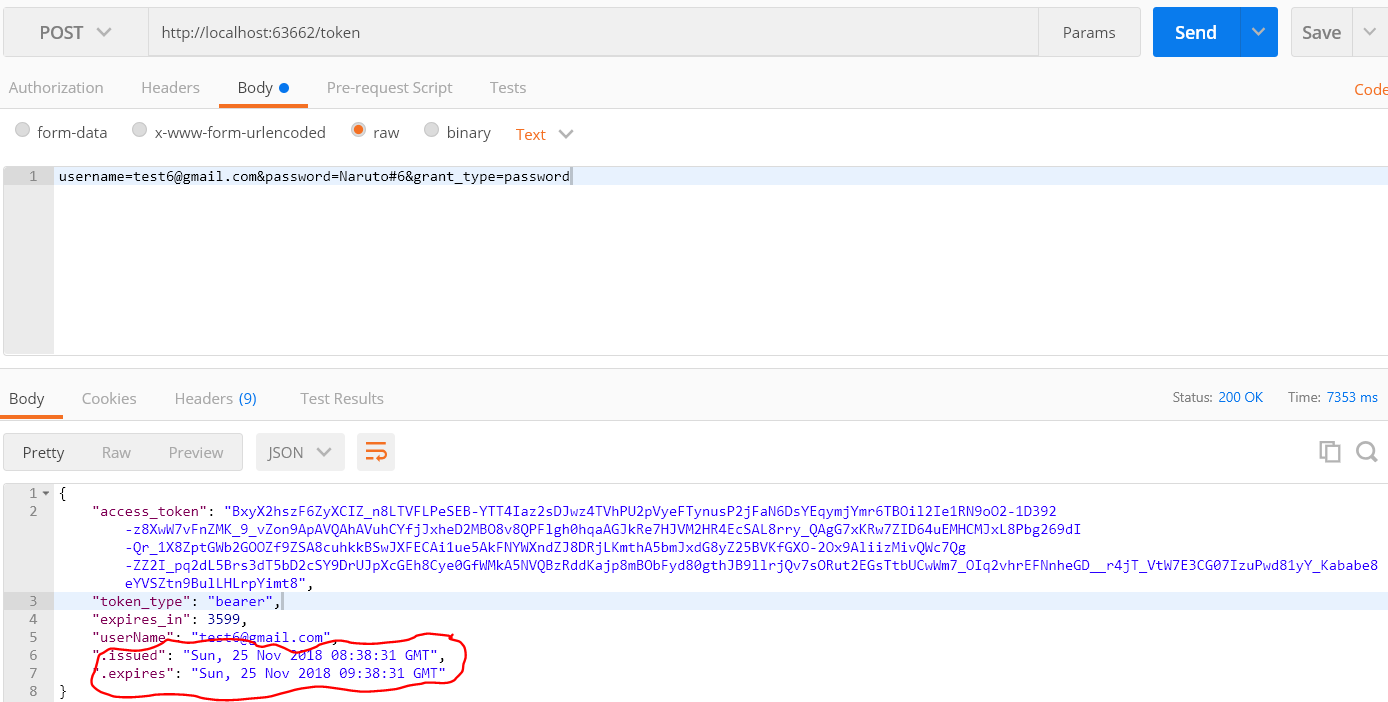 POST http://localhost:63662/token Params Send Save
Authorization Headers Body Pre-request Script Tests Code
form-data x-www-form-urlencoded raw binary Text
1 username=test6@gmail.com&password=Naruto#6&grant_type=password
Body Cookies Headers (9) Test Results Status: 200 OK Time: 7353 ms
Pretty Raw Preview JSON
1 {
2 "access_token": "BxyX2hszF6ZyXCIZ_n8LTVFLPeSEB-YTT4Iaz2sDJwz4TVhPU2pVyeFTynusP2jFaN6DsYEqymjYmr6TBOil2Ie1RN9oO2-1D392
-z8XwW7vFnZMK_9_vZon9ApAVQAhAVuhCYfjJxheD2MBO8v8QPFlgh0hqaAGJkRe7HJVM2HR4EcSAL8rry_QAgG7xKRw7ZID64uEMHCMJxL8Pbg269dI
-Qr_1X8ZptGWb2GOOZf9ZSA8cuhkkBSwJXFECAi1ue5AkFNYWXndZJ8DRjLKmthA5bmJxdG8yZ25BVKfGXO-2Ox9AliizMivQWc7Qg
-ZZ2I_pq2dL5Brs3dT5bD2cSY9DrUJpXcGEh8Cye0GfWMkA5NVQBzRddKajp8mBObFyd80gthJB9llrjQv7sORut2EGsTtbUCwWm7_OIq2vhrEFNnheGD__r4jT_VtW7E3CG07IzuPwd81yY_Kababe8
eYVSZtn9BulLHLrpYimt8",
3 "token_type": "bearer",
4 "expires_in": 3599,
5 "userName": "test6@gmail.com",
6 ".issued": "Sun, 25 Nov 2018 08:38:31 GMT",
7 ".expires": "Sun, 25 Nov 2018 09:38:31 GMT"
8 }